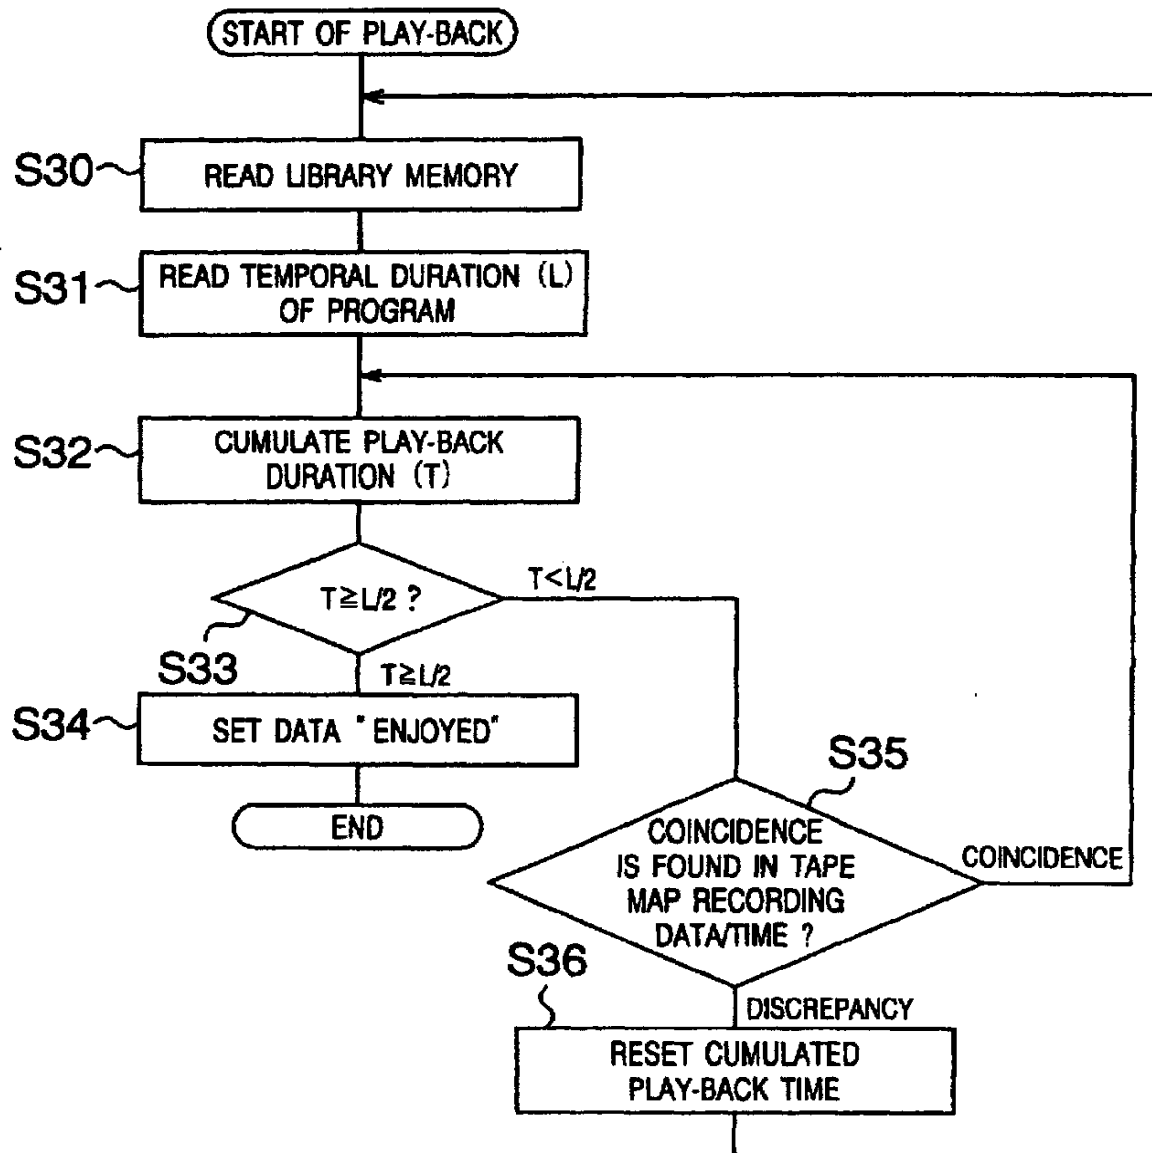 START OF PLAY-BACK
S30
READ LIBRARY MEMORY
S31
READ TEMPORAL DURATION (L)
OF PROGRAM
S32
CUMULATE PLAY-BACK
DURATION (T)
T≧L/2 ?
T<L/2
S33
T≧L/2
S34
SET DATA "ENJOYED"
END
S35
COINCIDENCE
IS FOUND IN TAPE
MAP RECORDING
DATA/TIME ?
COINCIDENCE
S36
DISCREPANCY
RESET CUMULATED
PLAY-BACK TIME